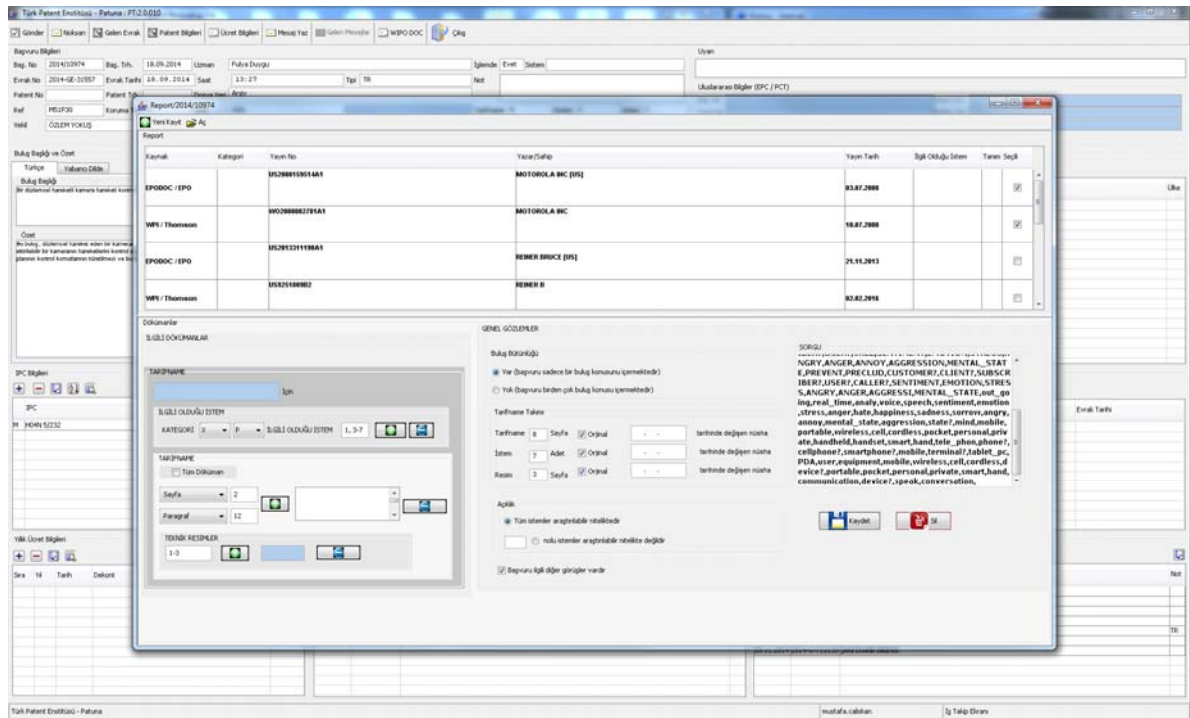 Türk Patent Enstitüsü - Patuna : PT:2.0.010
Gönder Noksan Gelen Evrak Patent Bilgileri Ücret Bilgileri Mesaj Yaz Gelen Mesajlar WIPO DOC Çıkış
Başvuru Bilgileri
Uyarı
Baş. No 2014/10974 Baş. Trh. 18.09.2014 Uzman Fulya Duygu İşlemde Evet Sistem
Evrak No 2014-GE-31557 Evrak Tarihi 18.09.2014 Saat 13:27 Tipi TR Not
Uluslararası Bilgiler (EPC / PCT)
Patent No
Ref MS1P30
Vekil ÖZLEM YOKUŞ
Buluş Başlığı ve Özet
Türkçe Yabancı Dilde
Buluş Başlığı
Özet
IPC Bilgileri
IPC
H04N 5/232
Yıllık Ücret Bilgileri
Sıra Yıl Tarih Dekont
Ülke
Evrak Tarihi
Not
TR
Report/2014/10974
Yeni Kayıt Aç
Report
Kaynak Kategori Yayın No Yazar/Sahip Yayın Tarih İlgili Olduğu İstem Tanım Seçili
EPODOC / EPO US2008159514A1 MOTOROLA INC [US] 03.07.2008
WPI / Thomson WO2008082781A1 MOTOROLA INC 10.07.2008
EPODOC / EPO US2013311190A1 REINER BRUCE [US] 21.11.2013
WPI / Thomson US9251809B2 REINER B 02.02.2016
Dökümanlar
İLGİLİ DÖKÜMANLAR
TARİFNAME
İçin
İLGİLİ OLDUĞU İSTEM
KATEGORİ X P İLGİLİ OLDUĞU İSTEM 1, 3-7
TARİFNAME
Tüm Döküman
Sayfa 2
Paragraf 12
TEKNİK RESİMLER
1-3
GENEL GÖZLEMLER
Buluş Bütünlüğü
Var (başvuru sadece bir buluş konusunu içermektedir)
Yok (başvuru birden çok buluş konusu içermektedir)
Tarifname Takımı
Tarifname 8 Sayfa Orjinal - - tarihinde değişen nüsha
İstem 7 Adet Orjinal - - tarihinde değişen nüsha
Resim 3 Sayfa Orjinal - - tarihinde değişen nüsha
Açıklık
Tüm istemler araştırılabilir niteliktedir
nolu istemler araştırılabilir nitelikte değildir
Başvuru ilgili diğer görüşler vardır
SORGU
NGRY,ANGER,ANNOY,AGGRESSION,MENTAL_STAT
E,PREVENT,PRECLUD,CUSTOMER?,CLIENT?,SUBSCR
IBER?,USER?,CALLER?,SENTIMENT,EMOTION,STRES
S,ANGRY,ANGER,AGGRESSI,MENTAL_STATE,out_go
ing,real_time,analy,voice,speech,sentiment,emotion
,stress,anger,hate,happiness,sadness,sorrow,angry,
annoy,mental_state,aggression,state?,mind,mobile,
portable,wireless,cell,cordless,pocket,personal,priv
ate,handheld,handset,smart,hand,tele_phon,phone?,
cellphone?,smartphone?,mobile,terminal?,tablet_pc,
PDA,user,equipment,mobile,wireless,cell,cordless,d
evice?,portable,pocket,personal,private,smart,hand,
communication,device?,speak,conversation,
Kaydet Sil
Türk Patent Enstitüsü - Patuna mustafa.caliskan İş Takip Ekranı